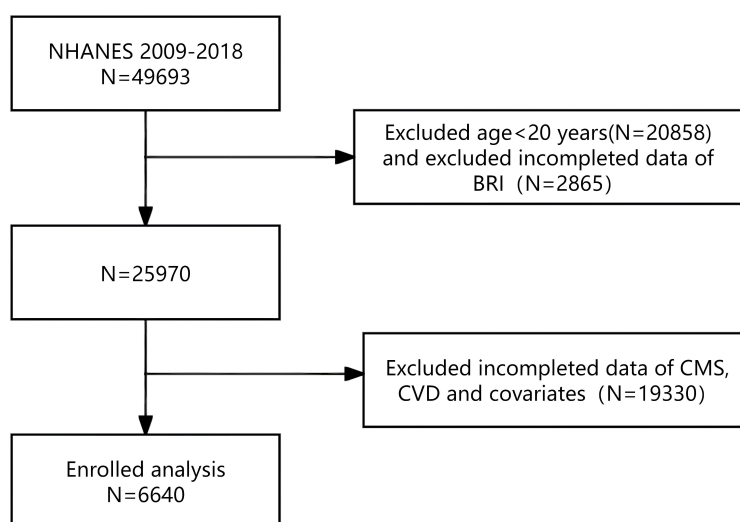 NHANES 2009-2018
N=49693
Excluded age<20 years(N=20858)
and excluded incompleted data of
BRI（N=2865）
N=25970
Excluded incompleted data of CMS,
CVD and covariates（N=19330）
Enrolled analysis
N=6640